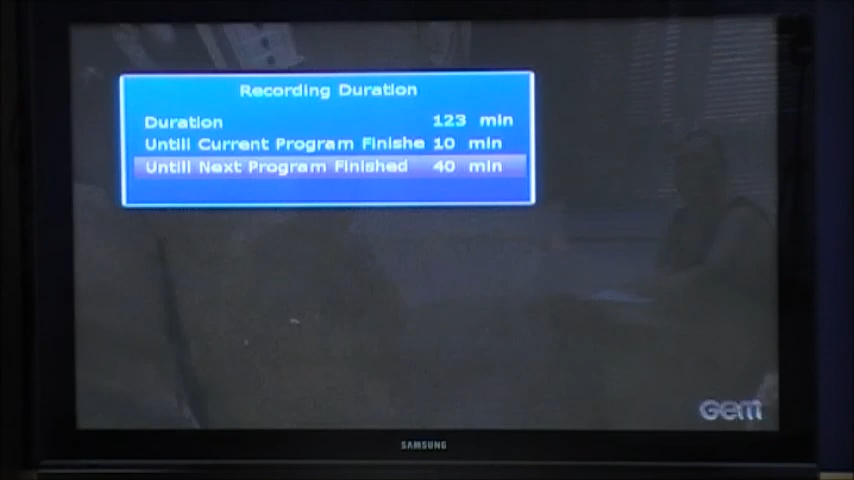 Recording Duration
Duration 123 min
Untill Current Program Finishe 10 min
Untill Next Program Finished 40 min
Gem
SAMSUNG